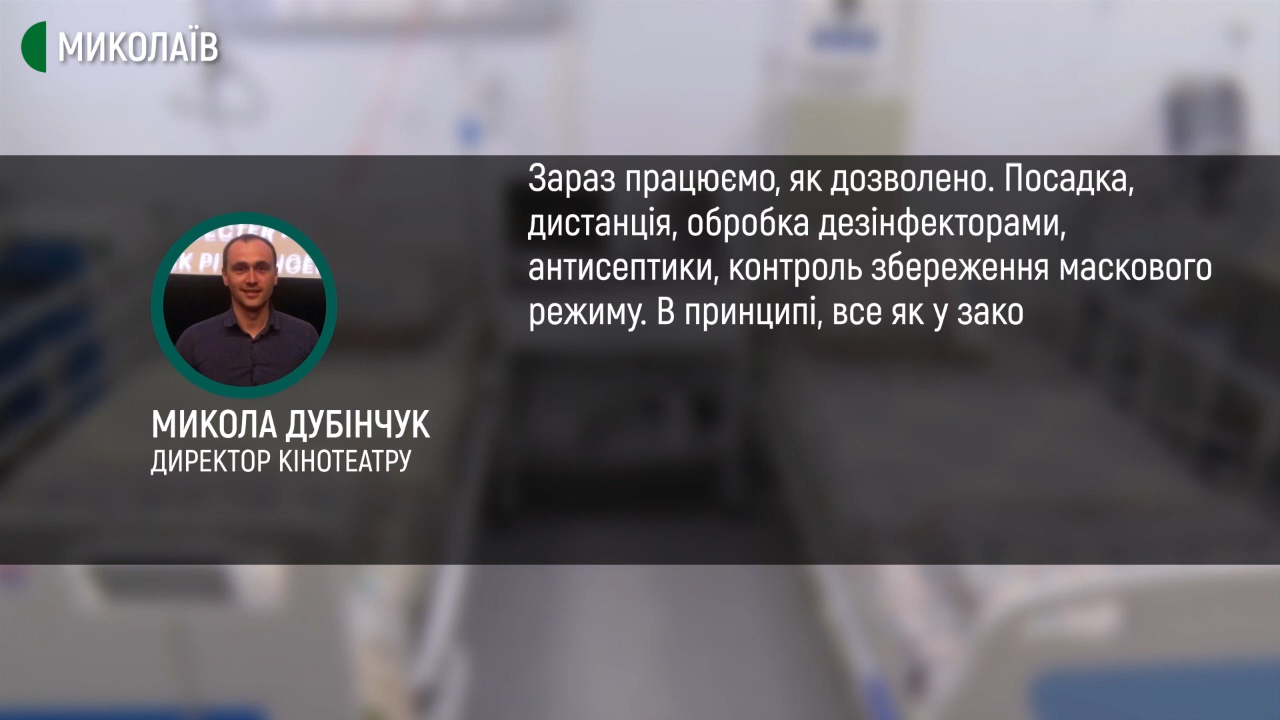 МИКОЛАЇВ
Зараз працюємо, як дозволено. Посадка,
дистанція, обробка дезінфекторами,
антисептики, контроль збереження маскового
режиму. В принципі, все як у зако
МИКОЛА ДУБІНЧУК
ДИРЕКТОР КІНОТЕАТРУ